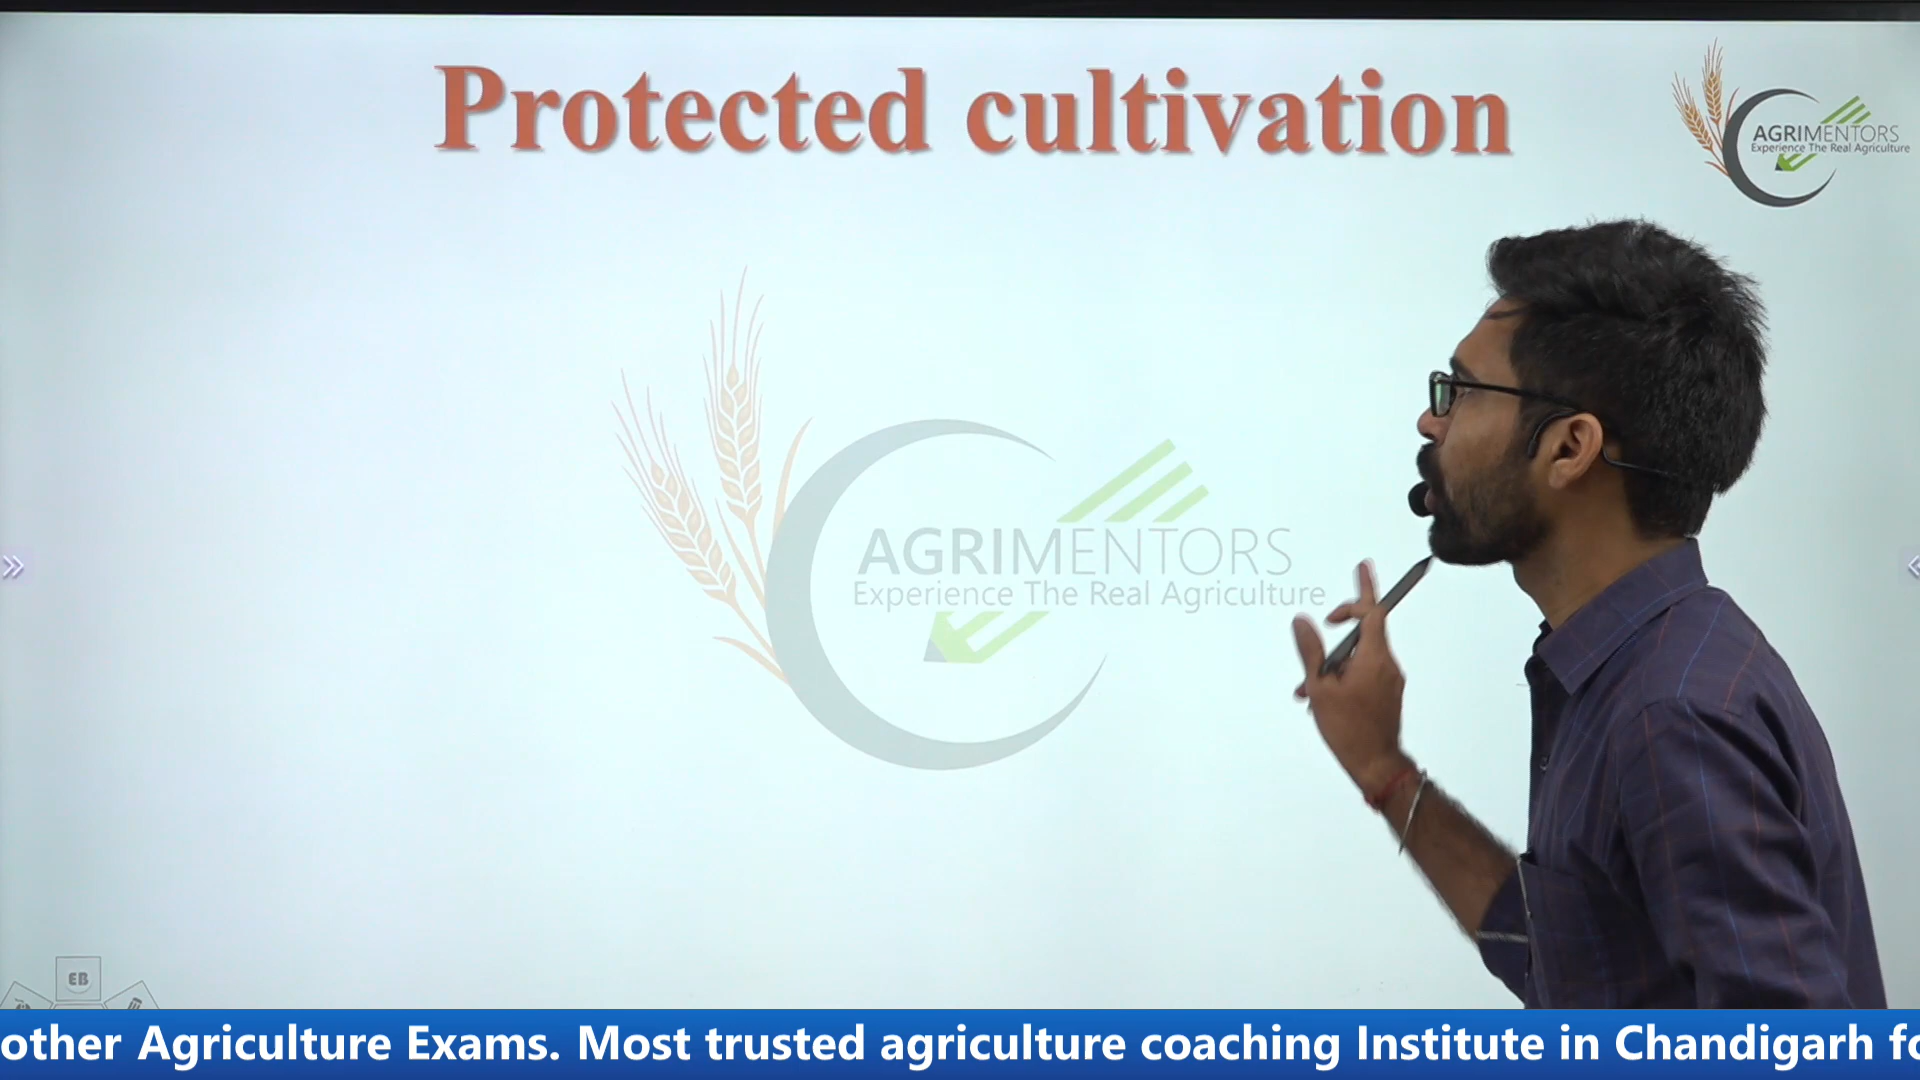 Protected cultivation
AGRIMENTORS
Experience The Real Agriculture
AGRIMENTORS
Experience The Real Agriculture
EB
other Agriculture Exams. Most trusted agriculture coaching Institute in Chandigarh fo